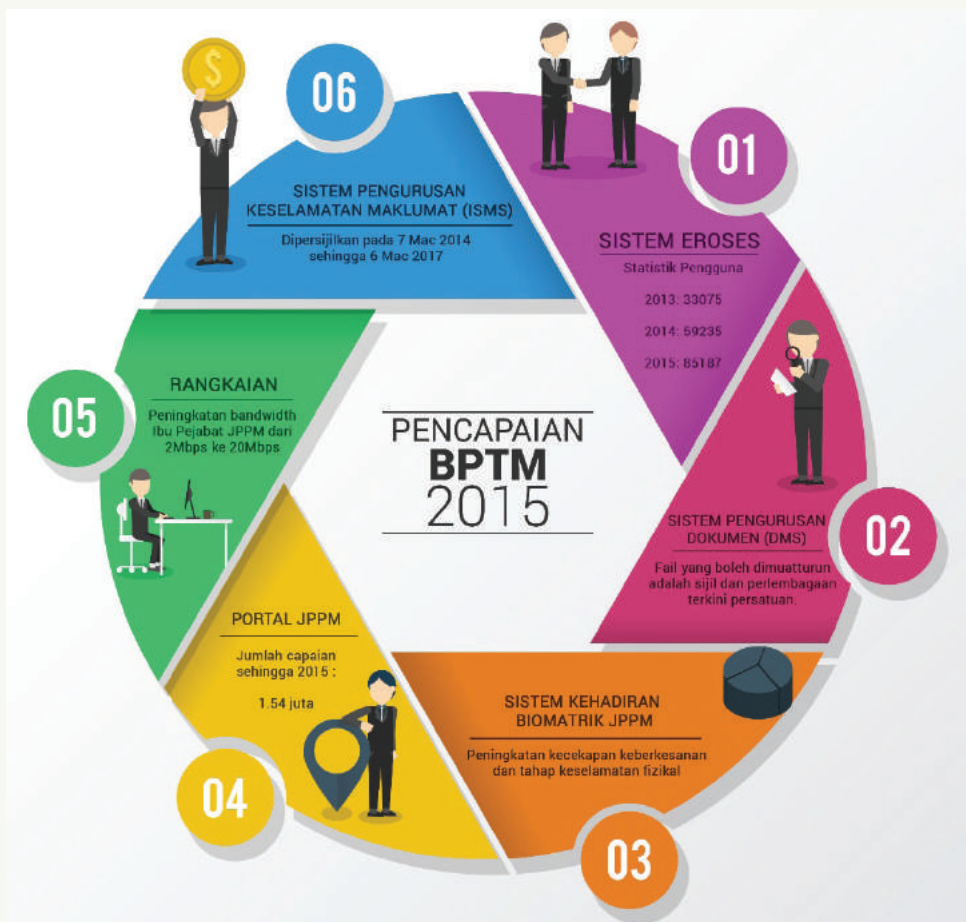 PENCAPAIAN
BPTM
2015
01
SISTEM EROSES
Statistik Pengguna
2013: 33075
2014: 59235
2015: 85187
02
SISTEM PENGURUSAN
DOKUMEN (DMS)
Fail yang boleh dimuatturun
adalah sijil dan perlembagaan
terkini persatuan.
03
SISTEM KEHADIRAN
BIOMATRIK JPPM
Peningkatan kecekapan keberkesanan
dan tahap keselamatan fizikal
04
PORTAL JPPM
Jumlah capaian
sehingga 2015 :
1.54 juta
05
RANGKAIAN
Peningkatan bandwidth
Ibu Pejabat JPPM dari
2Mbps ke 20Mbps
06
$
SISTEM PENGURUSAN
KESELAMATAN MAKLUMAT (ISMS)
Dipersijilkan pada 7 Mac 2014
sehingga 6 Mac 2017